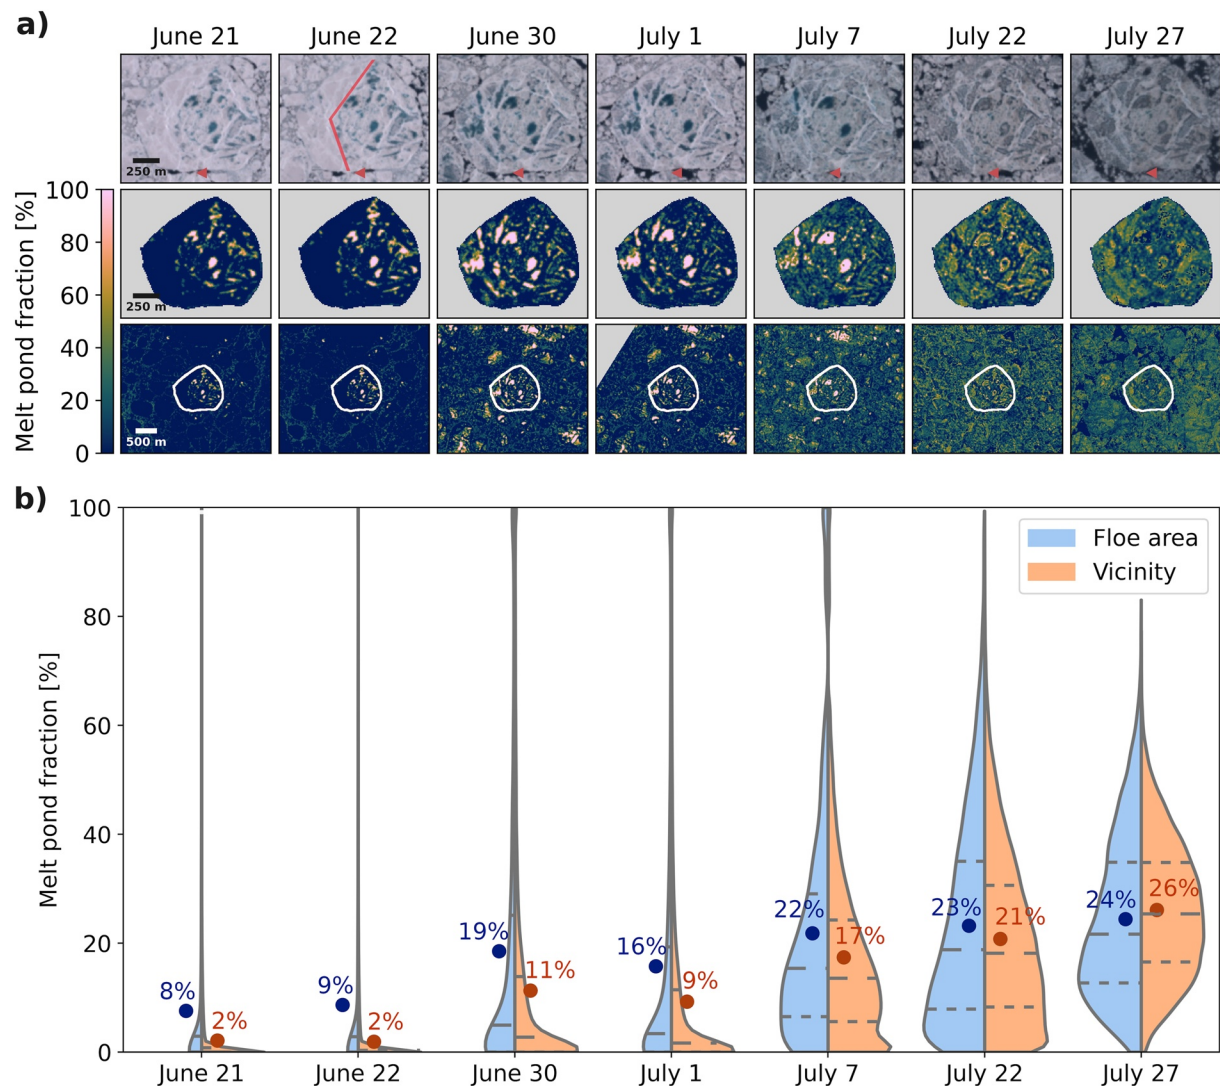 a)
June 21 June 22 June 30 July 1 July 7 July 22 July 27
250 m
Melt pond fraction [%]
100
80
60
40
20
0
250 m
500 m
b)
Melt pond fraction [%]
100
80
60
40
20
0
Floe area
Vicinity
8% 2% 9% 2% 19% 11% 16% 9% 22% 17% 23% 21% 24% 26%
June 21 June 22 June 30 July 1 July 7 July 22 July 27